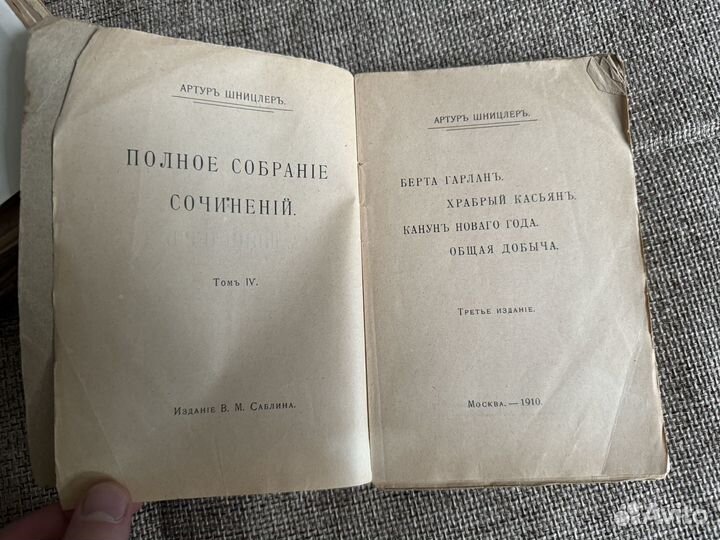 АРТУРЪ ШНИЦЛЕРЪ.
ПОЛНОЕ СОБРАНІЕ
СОЧИНЕНІЙ.
Томъ IV.
Изданіе В. М. Саблина.
АРТУРЪ ШНИЦЛЕРЪ.
БЕРТА ГАРЛАНЪ.
ХРАБРЫЙ КАСЬЯНЪ.
КАНУНЪ НОВАГО ГОДА.
ОБЩАЯ ДОБЫЧА.
Третье изданіе.
Москва.—1910.
Avito